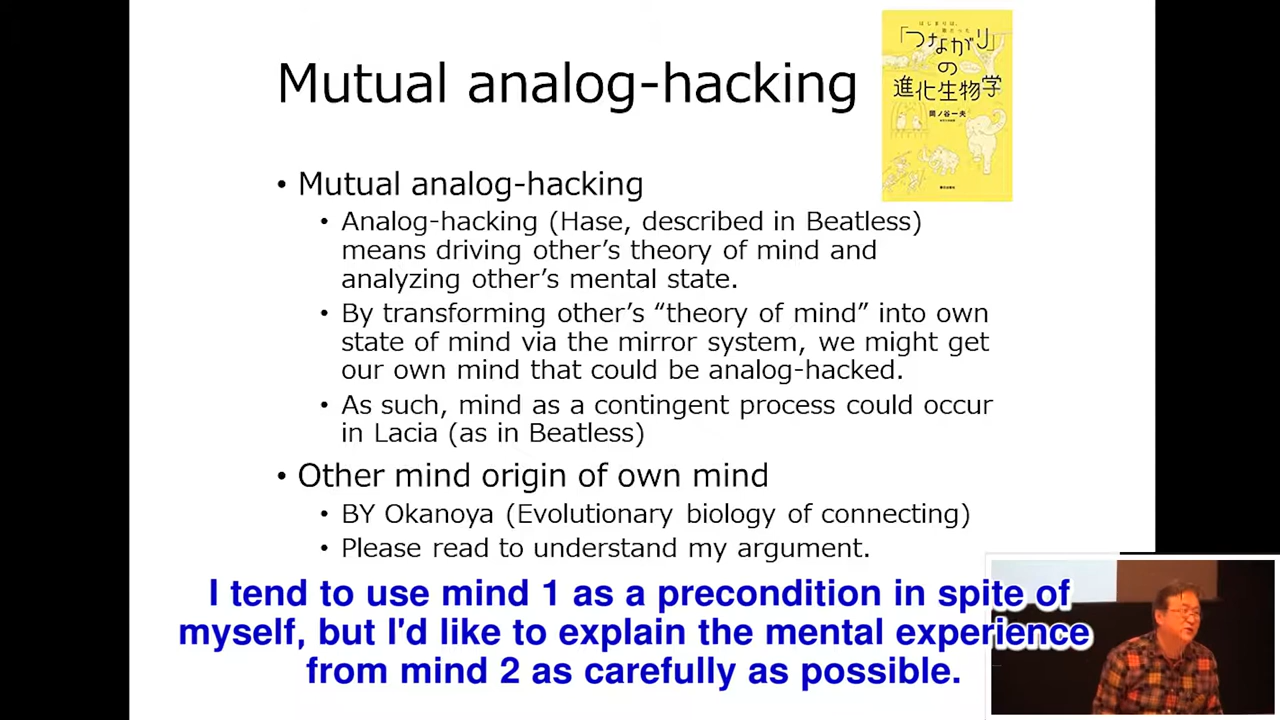 Mutual analog-hacking
はじまりは、
歌だった
「つながり」
の
進化生物学
岡ノ谷一夫
• Mutual analog-hacking
• Analog-hacking (Hase, described in Beatless)
means driving other's theory of mind and
analyzing other's mental state.
• By transforming other's “theory of mind” into own
state of mind via the mirror system, we might get
our own mind that could be analog-hacked.
• As such, mind as a contingent process could occur
in Lacia (as in Beatless)
• Other mind origin of own mind
• BY Okanoya (Evolutionary biology of connecting)
• Please read to understand my argument.
I tend to use mind 1 as a precondition in spite of
myself, but I'd like to explain the mental experience
from mind 2 as carefully as possible.